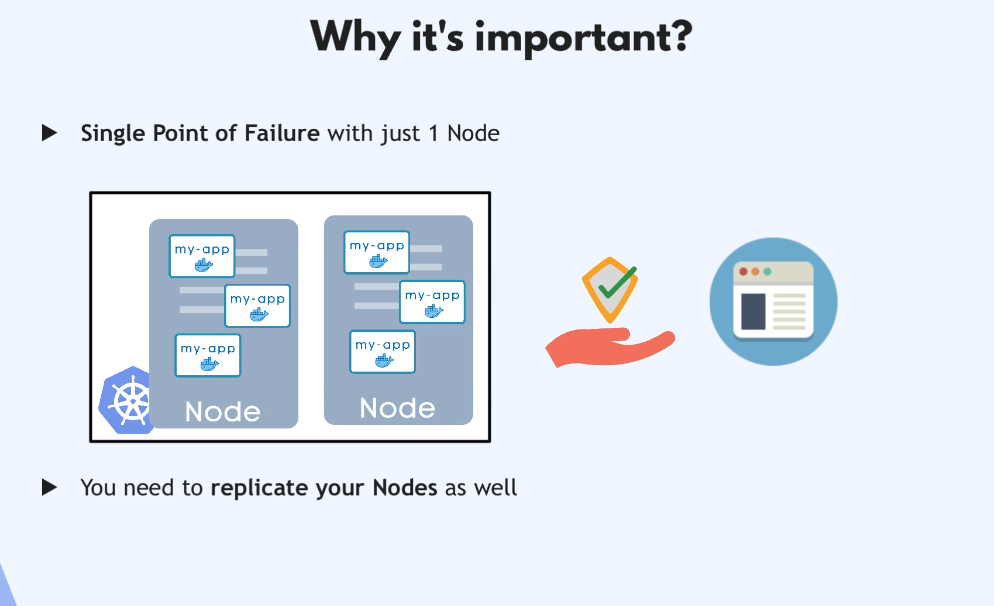 Why it's important?
Single Point of Failure with just 1 Node
my-app
my-app
my-app
Node
my-app
my-app
my-app
Node
You need to replicate your Nodes as well